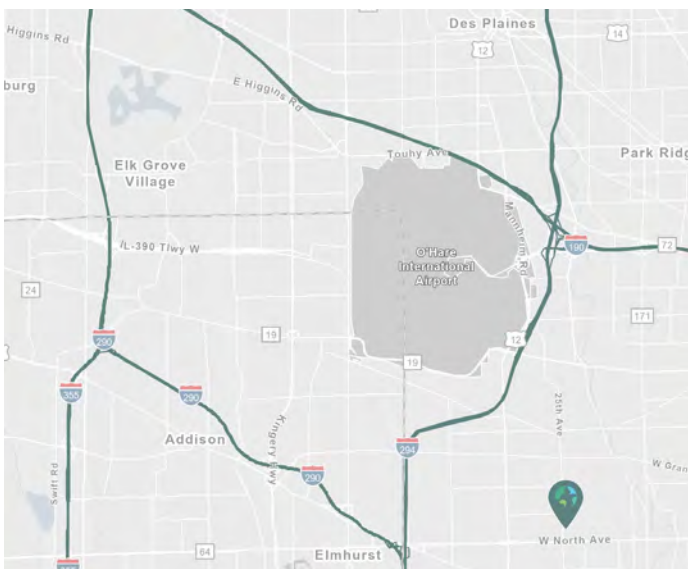 Des Plaines
14
Higgins Rd
12
burg
E Higgins Rd
Touhy Ave
Park Ridg
Elk Grove
Village
Mannheim Rd
IL-390 Tlwy W
O'Hare
International
Airport
190
72
24
171
19
12
290
19
355
290
25th Ave
Kingery Hwy
Addison
294
W Gran
Swift Rd
290
64
Elmhurst
W North Ave